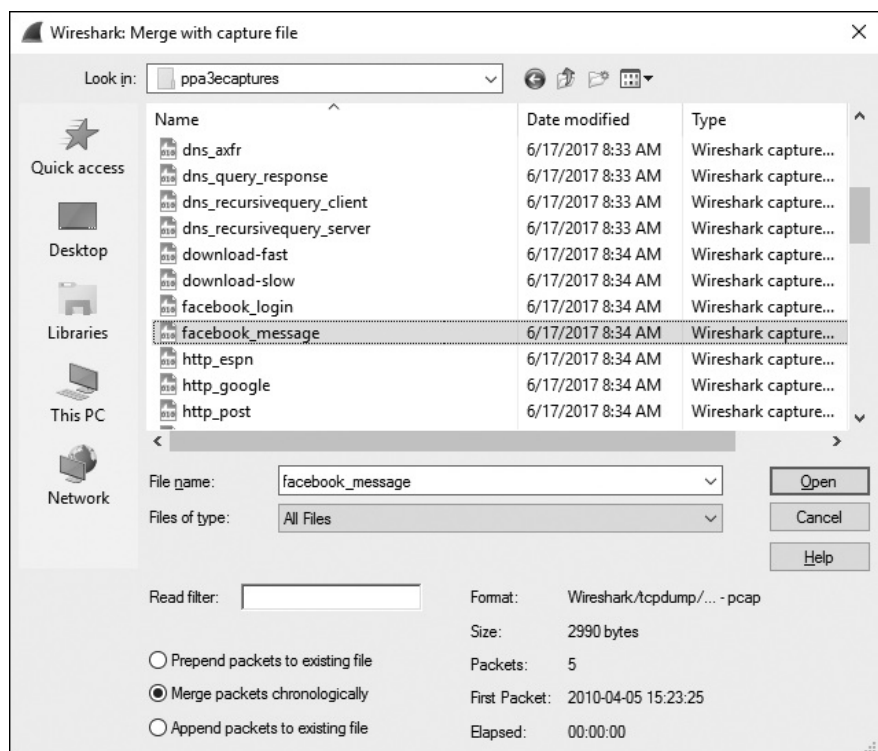 Wireshark: Merge with capture file
Look in: ppa3ecaptures
Quick access
Desktop
Libraries
This PC
Network
Name Date modified Type
dns_axfr 6/17/2017 8:33 AM Wireshark capture...
dns_query_response 6/17/2017 8:33 AM Wireshark capture...
dns_recursivequery_client 6/17/2017 8:33 AM Wireshark capture...
dns_recursivequery_server 6/17/2017 8:33 AM Wireshark capture...
download-fast 6/17/2017 8:34 AM Wireshark capture...
download-slow 6/17/2017 8:34 AM Wireshark capture...
facebook_login 6/17/2017 8:34 AM Wireshark capture...
facebook_message 6/17/2017 8:34 AM Wireshark capture...
http_espn 6/17/2017 8:34 AM Wireshark capture...
http_google 6/17/2017 8:34 AM Wireshark capture...
http_post 6/17/2017 8:34 AM Wireshark capture...
File name: facebook_message Open
Files of type: All Files Cancel
Help
Read filter:
Prepend packets to existing file
Merge packets chronologically
Append packets to existing file
Format: Wireshark/tcpdump/... - pcap
Size: 2990 bytes
Packets: 5
First Packet: 2010-04-05 15:23:25
Elapsed: 00:00:00